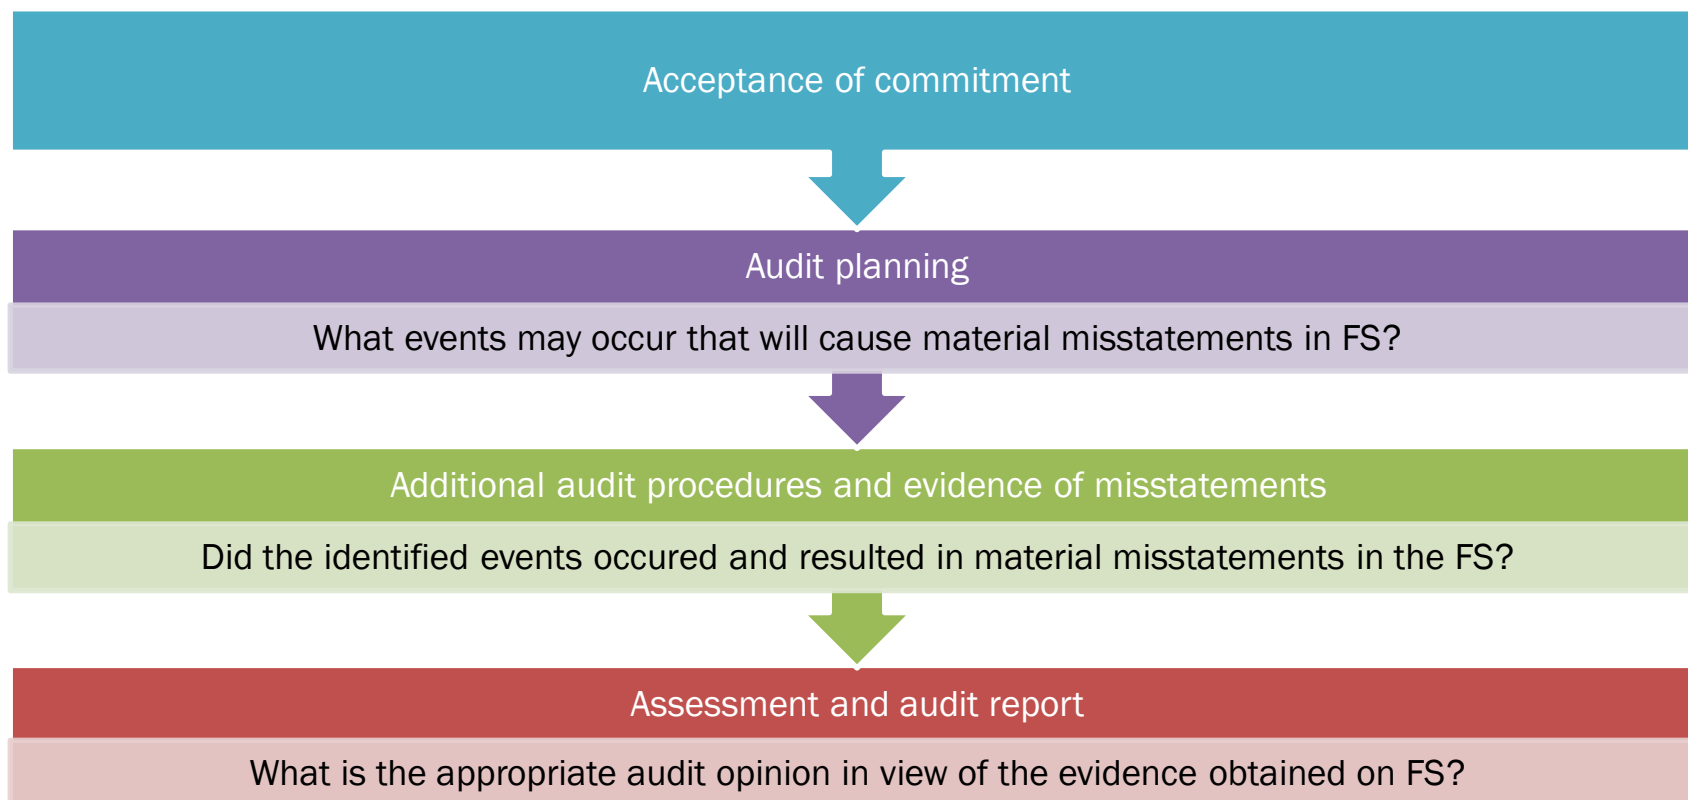 Acceptance of commitment
Audit planning
What events may occur that will cause material misstatements in FS?
Additional audit procedures and evidence of misstatements
Did the identified events occured and resulted in material misstatements in the FS?
Assessment and audit report
What is the appropriate audit opinion in view of the evidence obtained on FS?